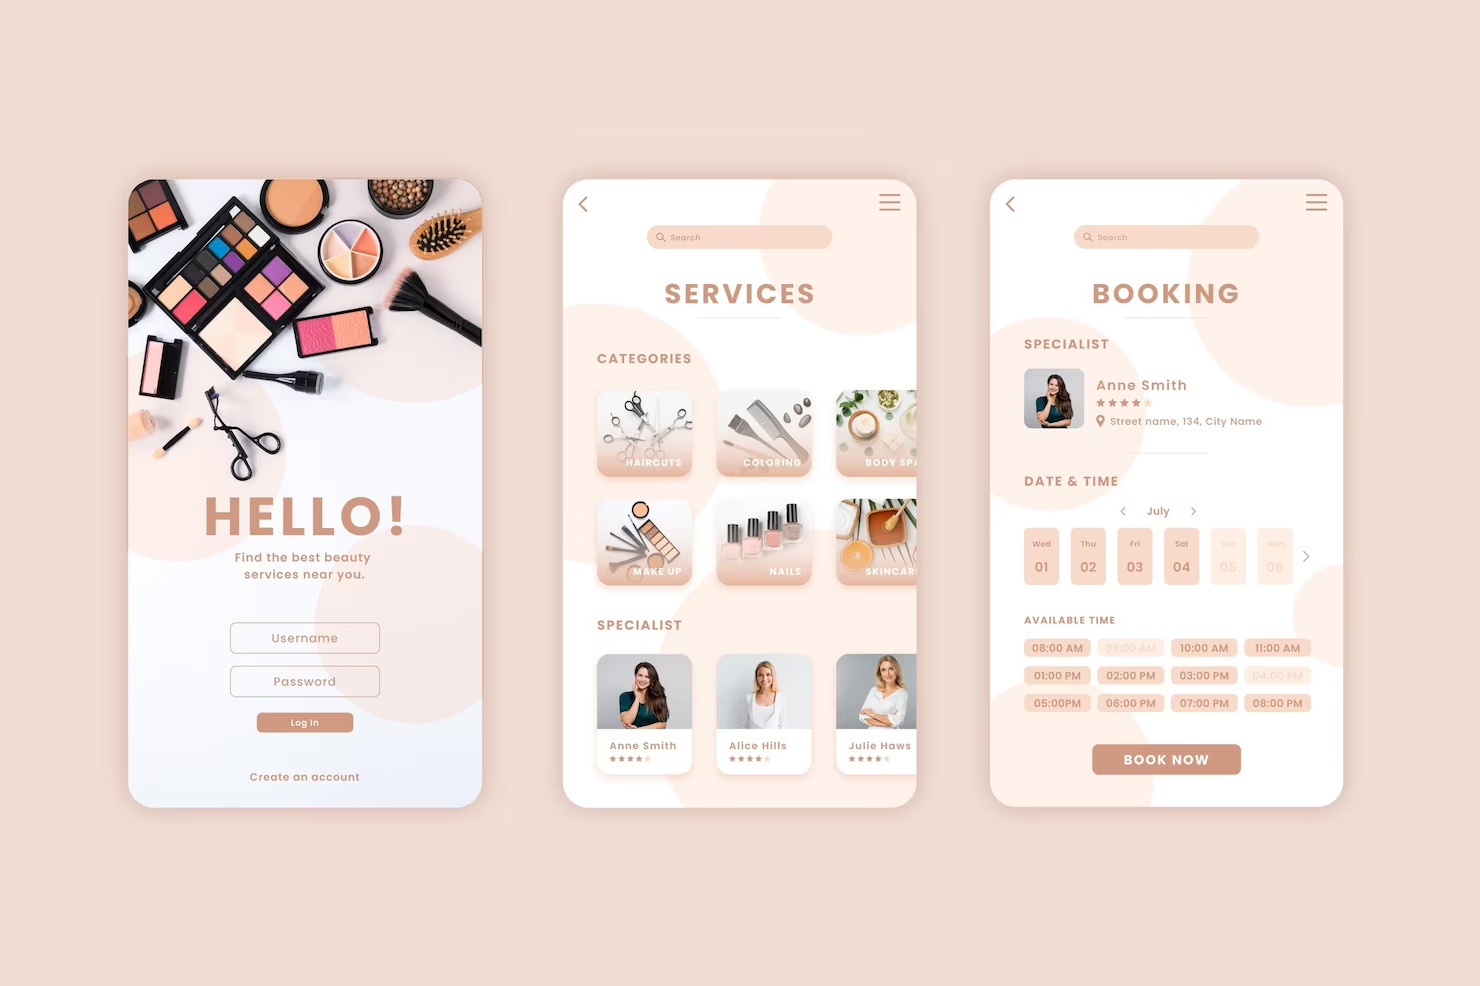 HELLO!
Find the best beauty
services near you.
Username
Password
Log In
Create an account
Search
SERVICES
CATEGORIES
HAIRCUTS
COLORING
BODY SPA
MAKE UP
NAILS
SKINCAR
SPECIALIST
Anne Smith
Alice Hills
Julie Haws
Search
BOOKING
SPECIALIST
Anne Smith
Street name, 134, City Name
DATE & TIME
July
Wed Thu Fri Sat Sun Mon
01 02 03 04 05 06
AVAILABLE TIME
08:00 AM 09:00 AM 10:00 AM 11:00 AM
01:00 PM 02:00 PM 03:00 PM 04:00 PM
05:00PM 06:00 PM 07:00 PM 08:00 PM
BOOK NOW